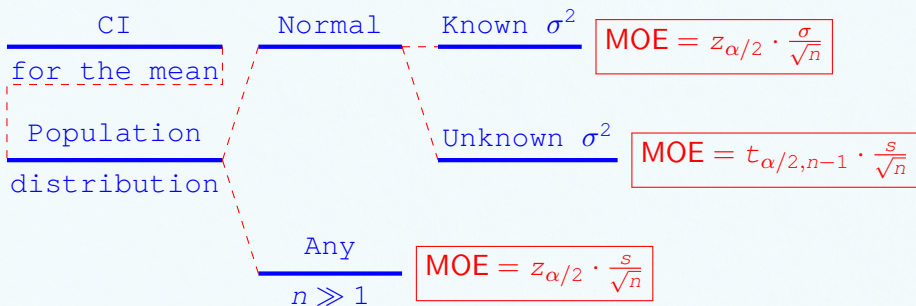 CI
for the mean
Population
distribution
Normal
Known σ²
MOE = z_{α/2} · σ/√n
Unknown σ²
MOE = t_{α/2,n−1} · s/√n
Any
n ≫ 1
MOE = z_{α/2} · s/√n